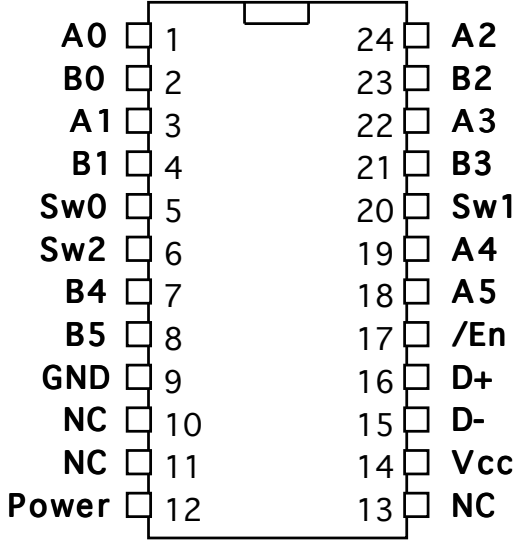 A0 1 24 A2
B0 2 23 B2
A1 3 22 A3
B1 4 21 B3
Sw0 5 20 Sw1
Sw2 6 19 A4
B4 7 18 A5
B5 8 17 /En
GND 9 16 D+
NC 10 15 D-
NC 11 14 Vcc
Power 12 13 NC